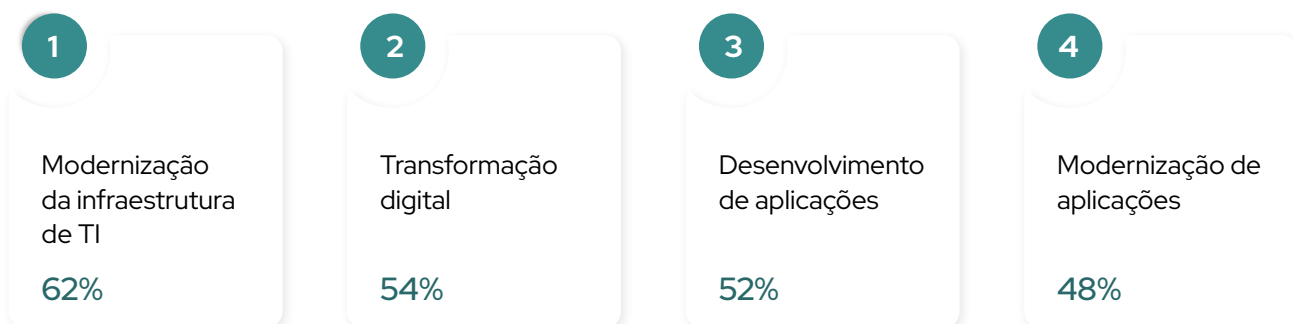 1
Modernização
da infraestrutura
de TI
62%
2
Transformação
digital
54%
3
Desenvolvimento
de aplicações
52%
4
Modernização de
aplicações
48%